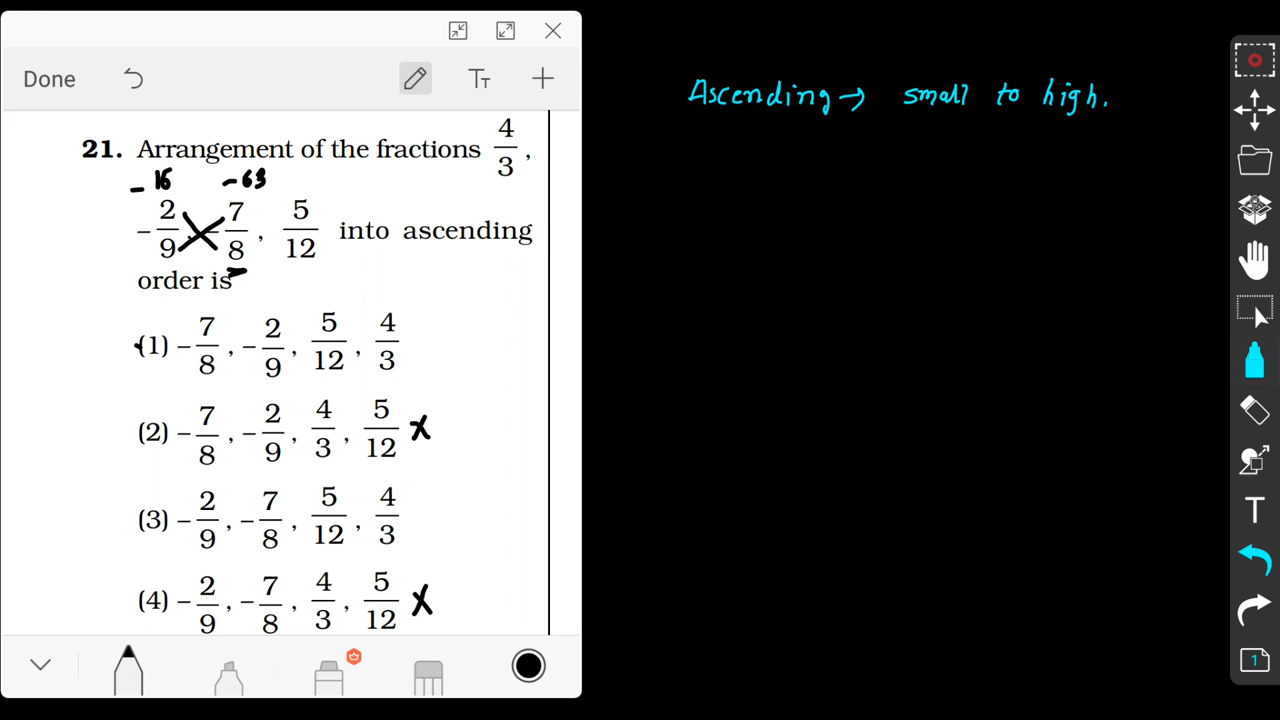 Done
Tт
21. Arrangement of the fractions 4/3,
- 16 - 63
- 2/9, - 7/8, 5/12 into ascending
order is
(1) - 7/8, - 2/9, 5/12, 4/3
(2) - 7/8, - 2/9, 4/3, 5/12 x
(3) - 2/9, - 7/8, 5/12, 4/3
(4) - 2/9, - 7/8, 4/3, 5/12 x
Ascending → small to high.
T
1